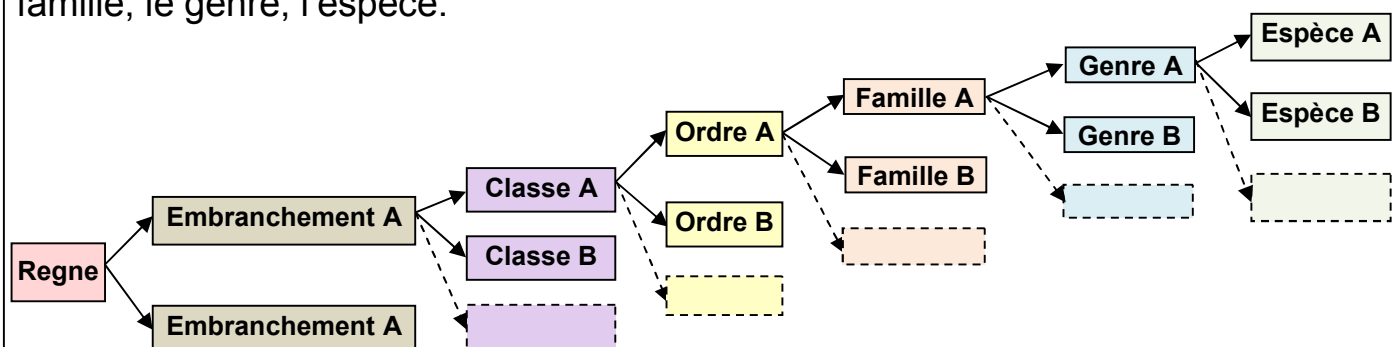 famille, le genre, l'espèce.
Regne
Embranchement A
Embranchement A
Classe A
Classe B
Ordre A
Ordre B
Famille A
Famille B
Genre A
Genre B
Espèce A
Espèce B